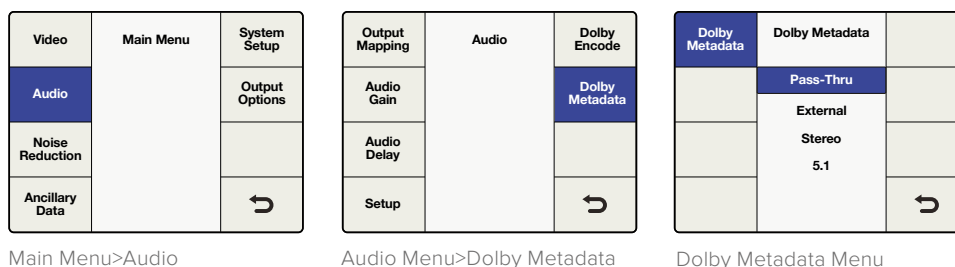 Video
Main Menu
System
Setup
Audio
Output
Options
Noise
Reduction
Ancillary
Data
Main Menu>Audio
Output
Mapping
Audio
Dolby
Encode
Audio
Gain
Dolby
Metadata
Audio
Delay
Setup
Audio Menu>Dolby Metadata
Dolby
Metadata
Dolby Metadata
Pass-Thru
External
Stereo
5.1
Dolby Metadata Menu